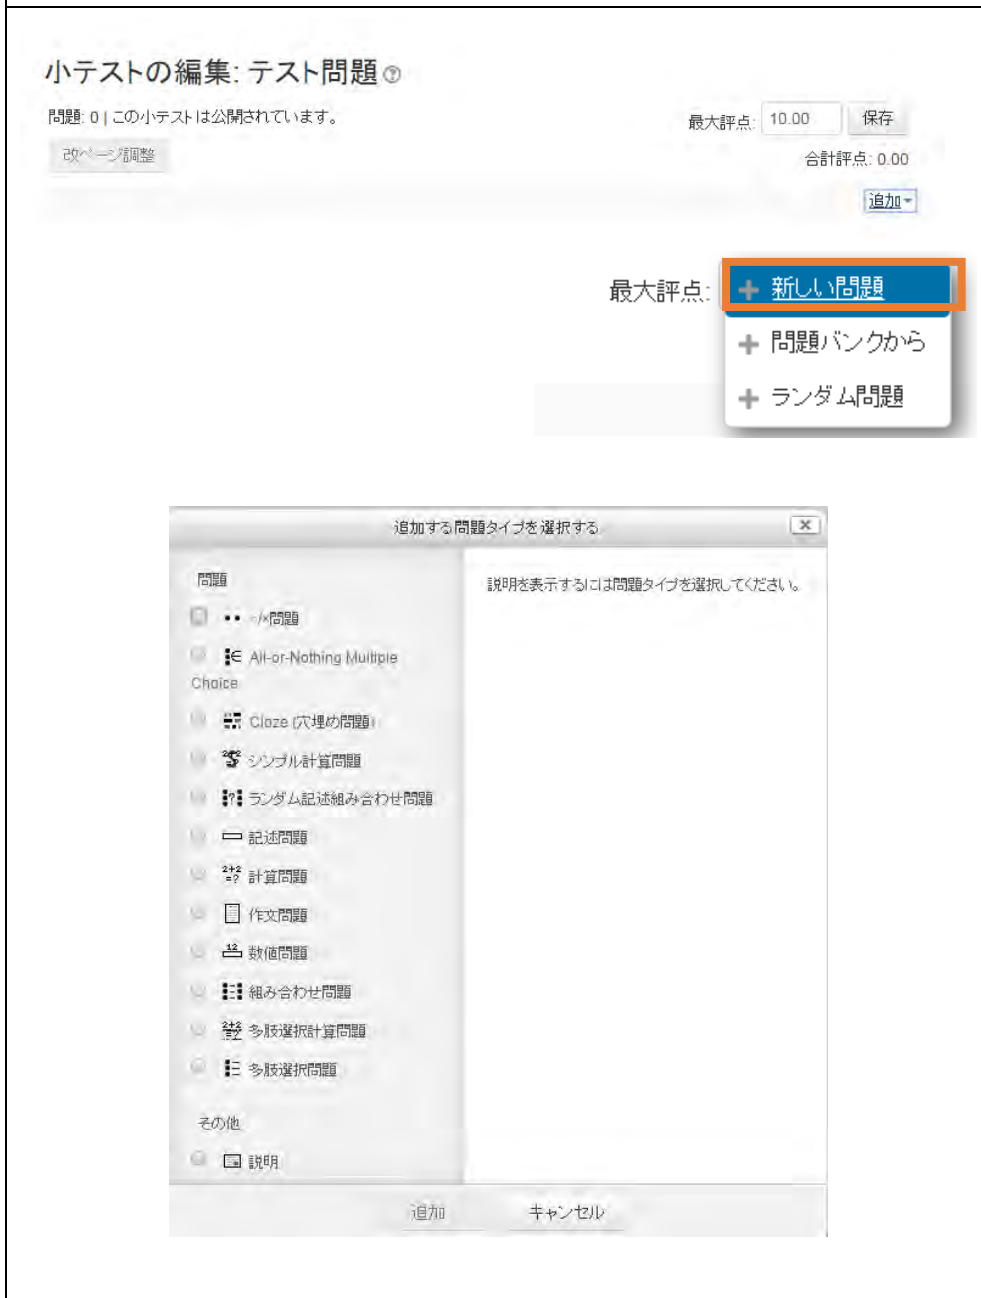 小テストの編集: テスト問題
問題: 0 | この小テストは公開されています。
最大評点: 10.00 保存
改ページ調整
合計評点: 0.00
追加
最大評点:
新しい問題
問題バンクから
ランダム問題
追加する問題タイプを選択する
問題
説明を表示するには問題タイプを選択してください。
○/×問題
All-or-Nothing Multiple
Choice
Cloze (穴埋め問題)
シンプル計算問題
ランダム記述組み合わせ問題
記述問題
計算問題
作文問題
数値問題
組み合わせ問題
多肢選択計算問題
多肢選択問題
その他
説明
追加 キャンセル